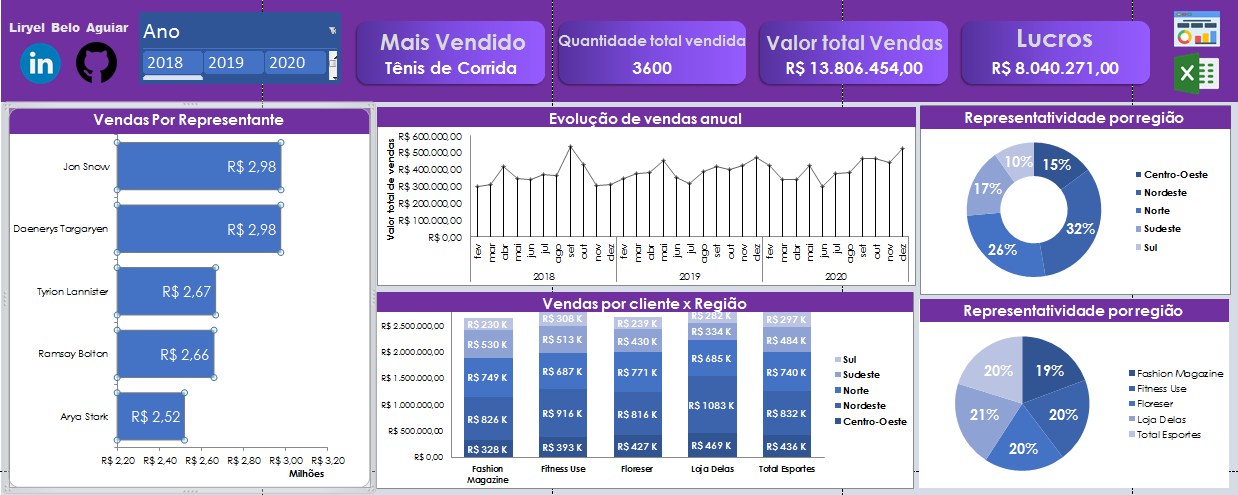 Liryel Belo Aguiar
in
Ano
2018 2019 2020
Mais Vendido
Tênis de Corrida
Quantidade total vendida
3600
Valor total Vendas
R$ 13.806.454,00
Lucros
R$ 8.040.271,00
X
Vendas Por Representante
Jon Snow R$ 2,98
Daenerys Targaryen R$ 2,98
Tyrion Lannister R$ 2,67
Ramsay Bolton R$ 2,66
Arya Stark R$ 2,52
R$ 2,20 R$ 2,40 R$ 2,60 R$ 2,80 R$ 3,00 R$ 3,20
Milhões
Evolução de vendas anual
Valor total de vendas
R$ 600.000,00
R$ 500.000,00
R$ 400.000,00
R$ 300.000,00
R$ 200.000,00
R$ 100.000,00
R$ 0,00
fev mar abr mai jun jul ago set out nov dez jan mar abr mai jun jul ago set out nov dez jan mar abr mai jun jul ago set out nov dez
2018 2019 2020
Vendas por cliente x Região
R$ 2.500.000,00
R$ 2.000.000,00
R$ 1.500.000,00
R$ 1.000.000,00
R$ 500.000,00
R$ 0,00
R$ 230 K R$ 308 K R$ 239 K R$ 282 K R$ 297 K
R$ 530 K R$ 513 K R$ 430 K R$ 334 K R$ 484 K
R$ 749 K R$ 687 K R$ 771 K R$ 685 K R$ 740 K
R$ 826 K R$ 916 K R$ 816 K R$ 1083 K R$ 832 K
R$ 328 K R$ 393 K R$ 427 K R$ 469 K R$ 436 K
Fashion Magazine Fitness Use Floreser Loja Delas Total Esportes
Sul
Sudeste
Norte
Nordeste
Centro-Oeste
Representatividade por região
15%
32%
26%
17%
10%
Centro-Oeste
Nordeste
Norte
Sudeste
Sul
Representatividade por região
19%
20%
20%
21%
20%
Fashion Magazine
Fitness Use
Floreser
Loja Delas
Total Esportes